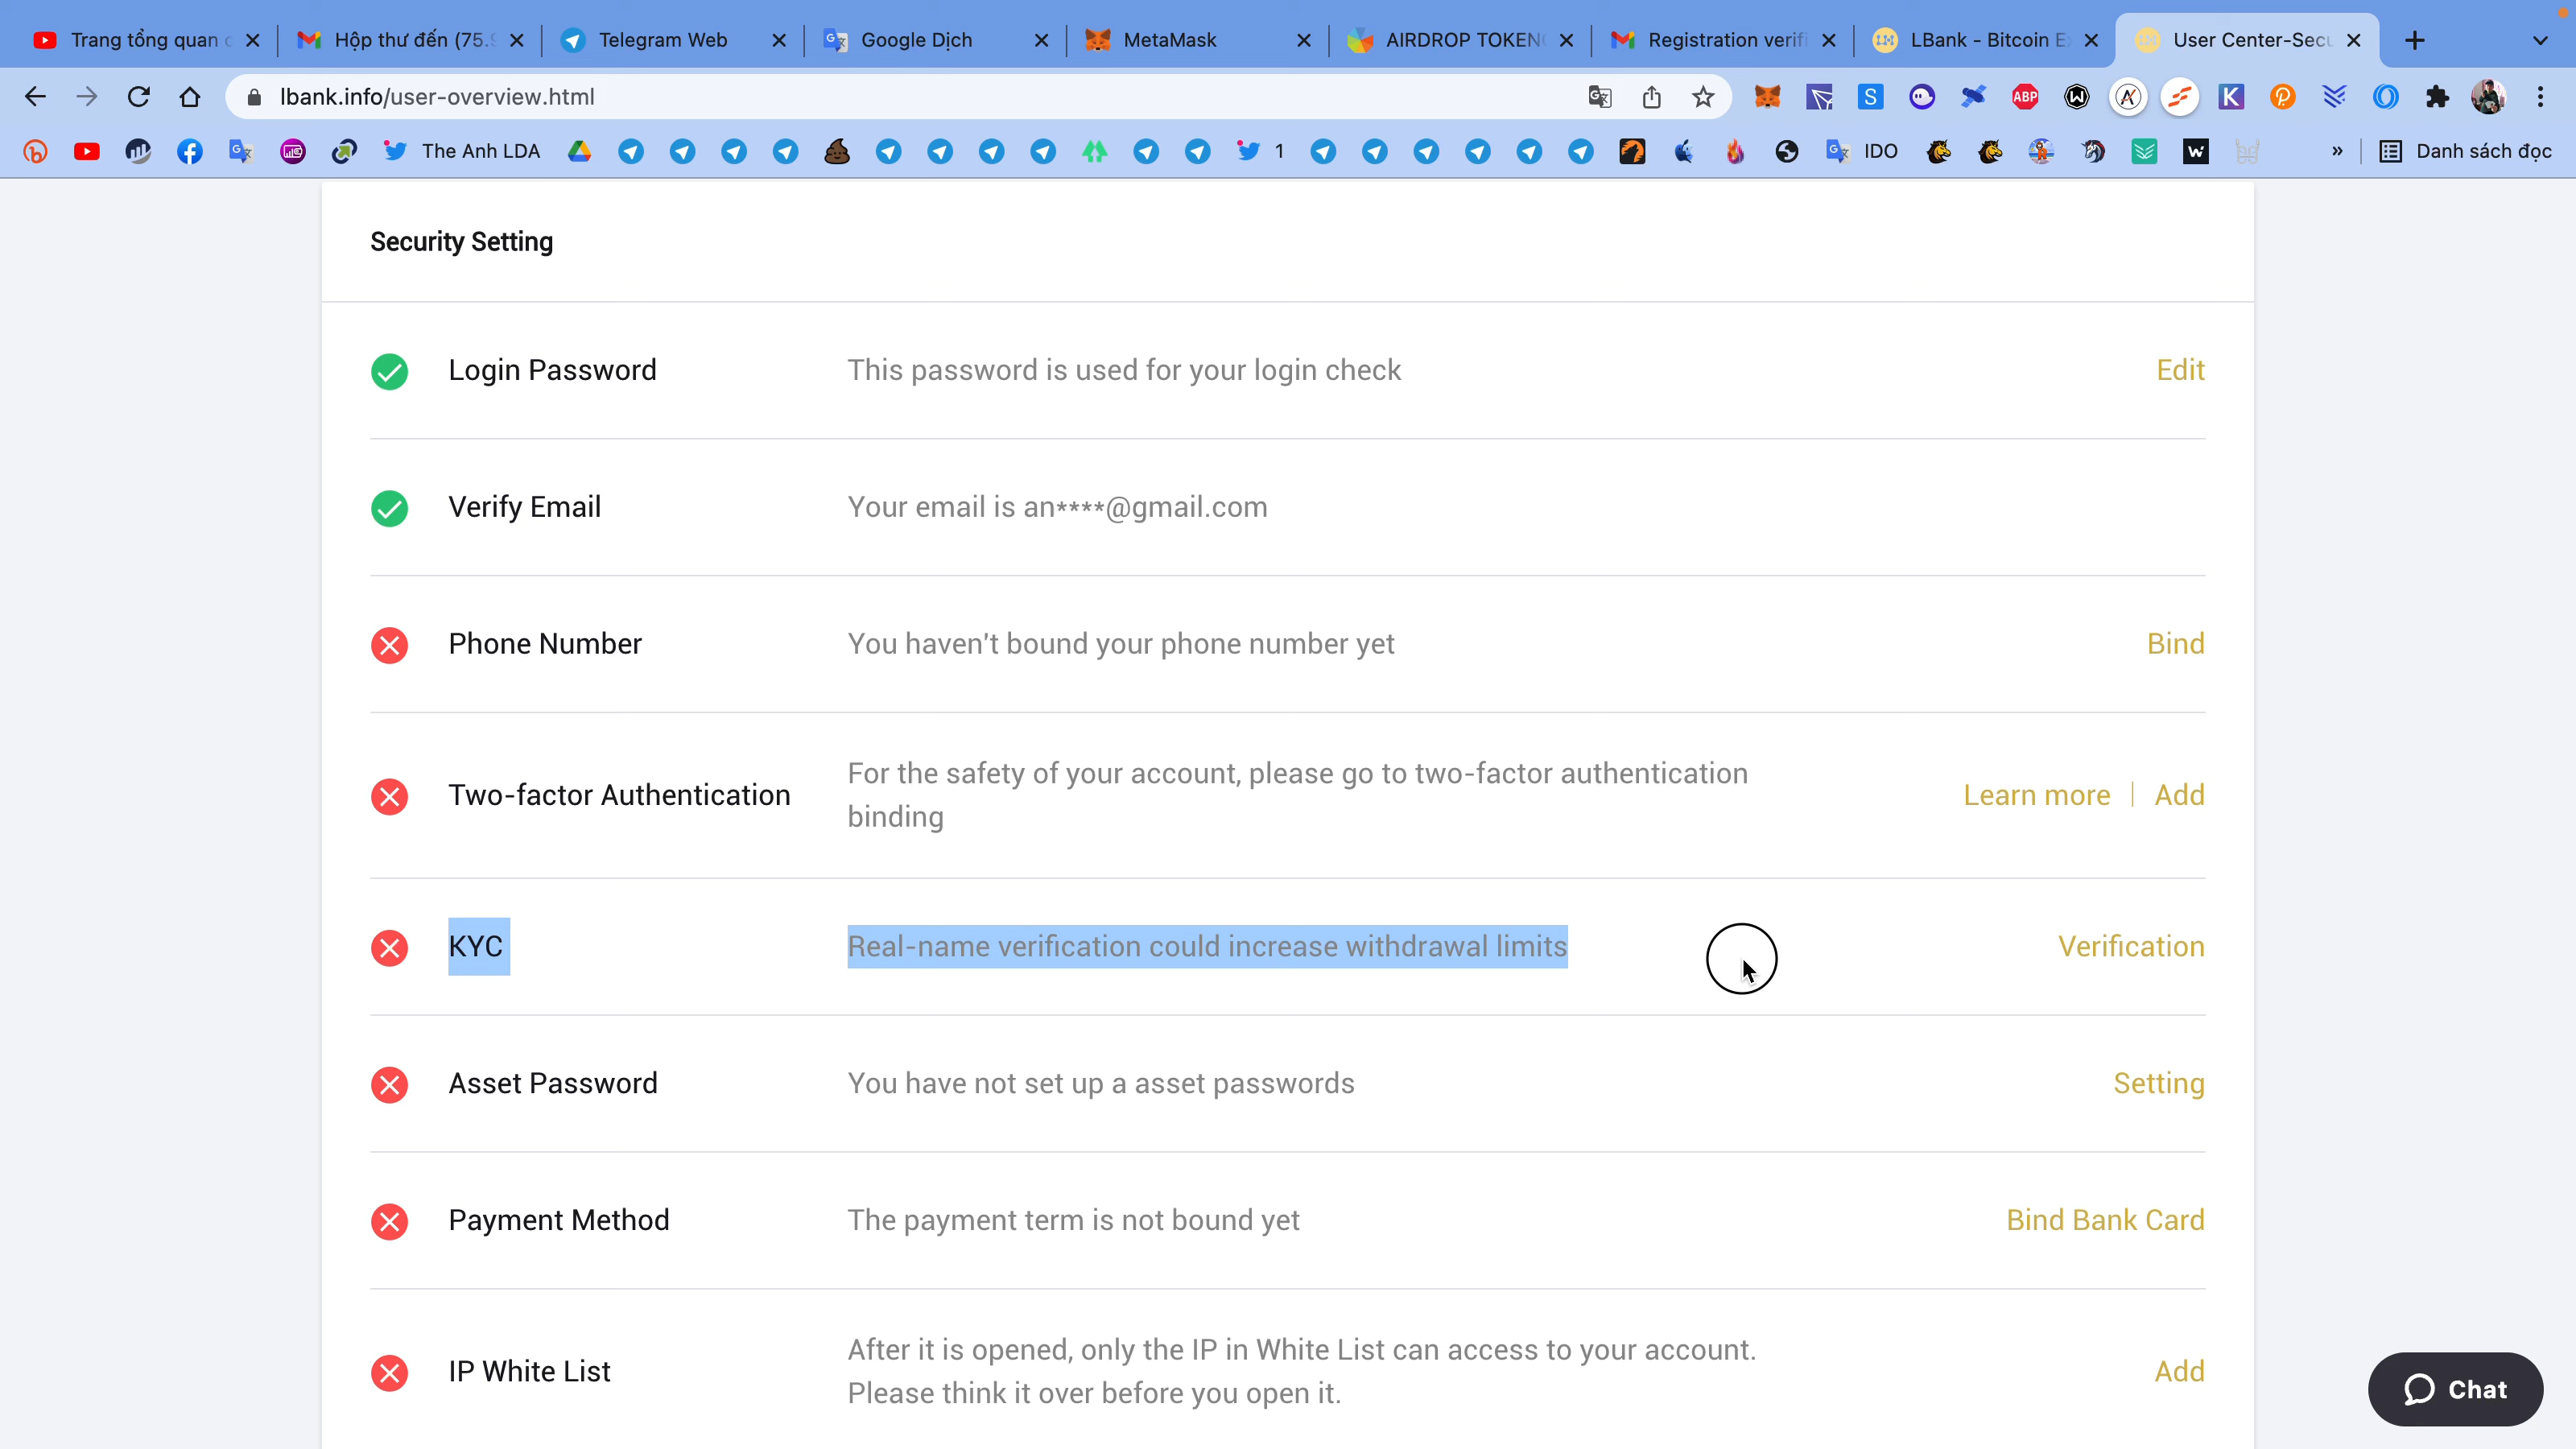 Trang tổng quan
Hộp thư đến (75.9
Telegram Web
Google Dịch
MetaMask
AIRDROP TOKEN
Registration verifi
LBank - Bitcoin E
User Center-Secu
lbank.info/user-overview.html
The Anh LDA
1
IDO
Danh sách đọc
Security Setting
Login Password
This password is used for your login check
Edit
Verify Email
Your email is an****@gmail.com
Phone Number
You haven't bound your phone number yet
Bind
Two-factor Authentication
For the safety of your account, please go to two-factor authentication
binding
Learn more
Add
KYC
Real-name verification could increase withdrawal limits
Verification
Asset Password
You have not set up a asset passwords
Setting
Payment Method
The payment term is not bound yet
Bind Bank Card
IP White List
After it is opened, only the IP in White List can access to your account.
Please think it over before you open it.
Add
Chat